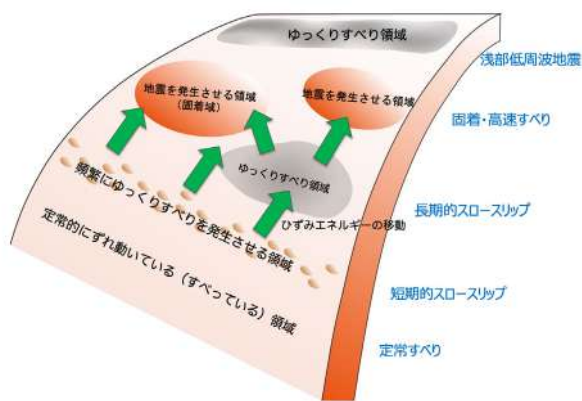 ゆっくりすべり領域
浅部低周波地震
地震を発生させる領域
(固着域)
地震を発生させる領域
固着・高速すべり
ゆっくりすべり領域
頻繁にゆっくりすべりを発生させる領域
長期的スロースリップ
ひずみエネルギーの移動
定常的にずれ動いている（すべっている）領域
短期的スロースリップ
定常すべり